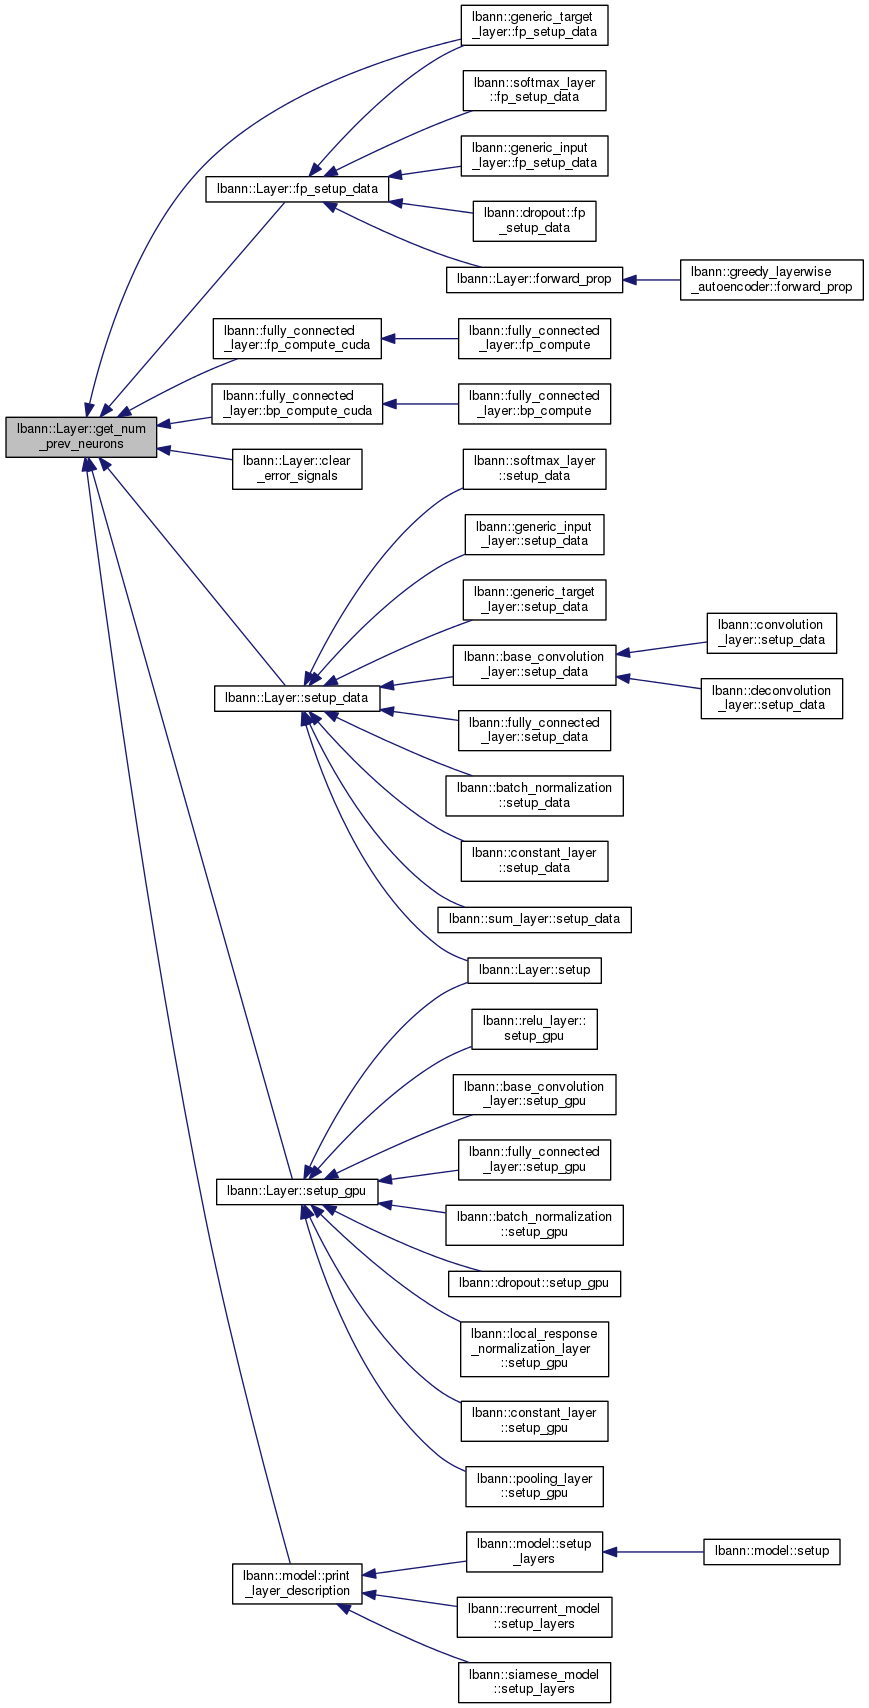 lbann::generic_target
_layer::fp_setup_data
lbann::softmax_layer
::fp_setup_data
lbann::generic_input
_layer::fp_setup_data
lbann::Layer::fp_setup_data
lbann::dropout::fp
_setup_data
lbann::Layer::forward_prop
lbann::greedy_layerwise
_autoencoder::forward_prop
lbann::fully_connected
_layer::fp_compute_cuda
lbann::fully_connected
_layer::fp_compute
lbann::fully_connected
_layer::bp_compute_cuda
lbann::fully_connected
_layer::bp_compute
lbann::Layer::get_num
_prev_neurons
lbann::Layer::clear
_error_signals
lbann::softmax_layer
::setup_data
lbann::generic_input
_layer::setup_data
lbann::generic_target
_layer::setup_data
lbann::base_convolution
_layer::setup_data
lbann::convolution
_layer::setup_data
lbann::deconvolution
_layer::setup_data
lbann::Layer::setup_data
lbann::fully_connected
_layer::setup_data
lbann::batch_normalization
::setup_data
lbann::constant_layer
::setup_data
lbann::sum_layer::setup_data
lbann::Layer::setup
lbann::relu_layer::
setup_gpu
lbann::base_convolution
_layer::setup_gpu
lbann::fully_connected
_layer::setup_gpu
lbann::Layer::setup_gpu
lbann::batch_normalization
::setup_gpu
lbann::dropout::setup_gpu
lbann::local_response
_normalization_layer
::setup_gpu
lbann::constant_layer
::setup_gpu
lbann::pooling_layer
::setup_gpu
lbann::model::setup
_layers
lbann::model::setup
lbann::model::print
_layer_description
lbann::recurrent_model
::setup_layers
lbann::siamese_model
::setup_layers